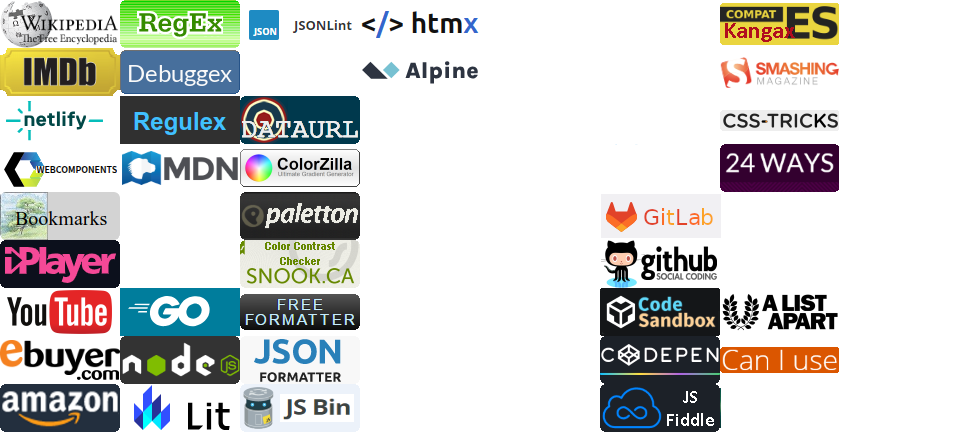 WIKIPEDIA
The Free Encyclopedia
RegEx
JSON
JSONLint
</> htmx
COMPAT
Kangax
ES
IMDb
Debuggex
Alpine
SMASHING
MAGAZINE
netlify
Regulex
DATAURL
CSS-TRICKS
WEBCOMPONENTS
MDN
ColorZilla
Ultimate Gradient Generator
24 WAYS
Bookmarks
paletton
GitLab
iPlayer
Color Contrast
Checker
SNOOK.CA
github
SOCIAL CODING
YouTube
GO
FREE
FORMATTER
Code
Sandbox
A LIST
APART
ebuyer
.com
node
JS
JSON
FORMATTER
CODEPEN
Can I use
amazon
Lit
JS Bin
JS
Fiddle